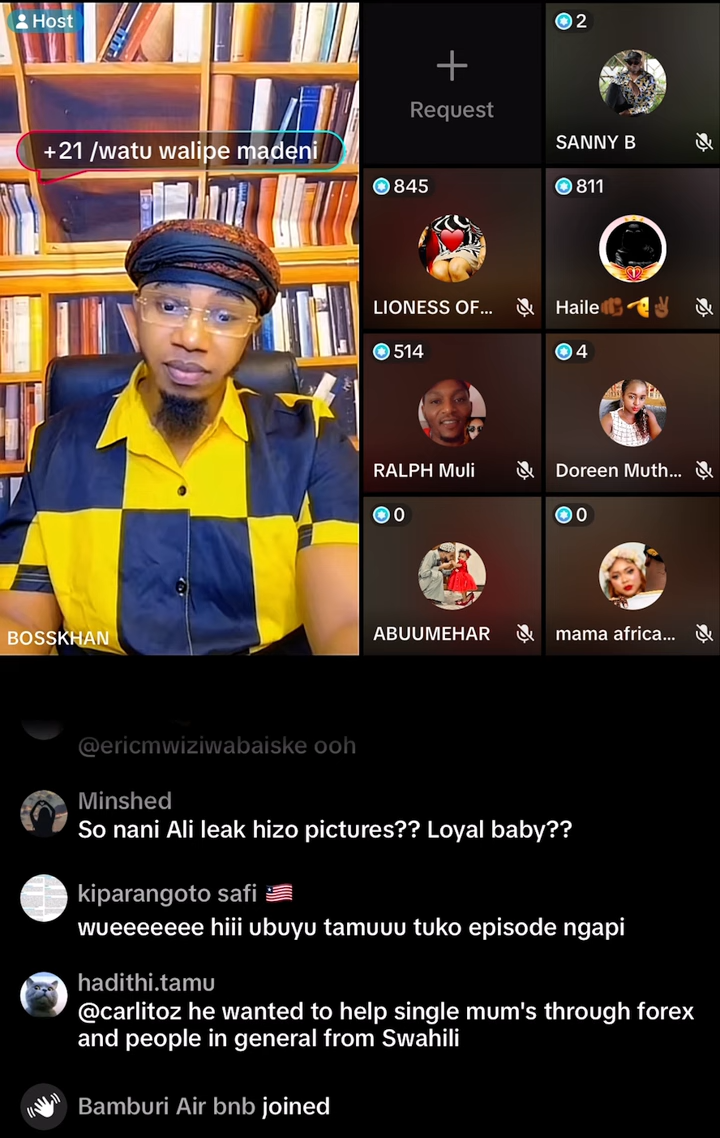 Host
+21 /watu walipe madeni
BOSSKHAN
Request
2
SANNY B
845
LIONESS OF...
811
Haile🫵🏾🫲✌🏾
514
RALPH Muli
4
Doreen Muth...
0
ABUUMEHAR
0
mama africa...
@ericmwiziwabaiske ooh
Minshed
So nani Ali leak hizo pictures?? Loyal baby??
kiparangoto safi 🇱🇷
wueeeeeee hiii ubuyu tamuuu tuko episode ngapi
hadithi.tamu
@carlitoz he wanted to help single mum's through forex
and people in general from Swahili
Bamburi Air bnb joined